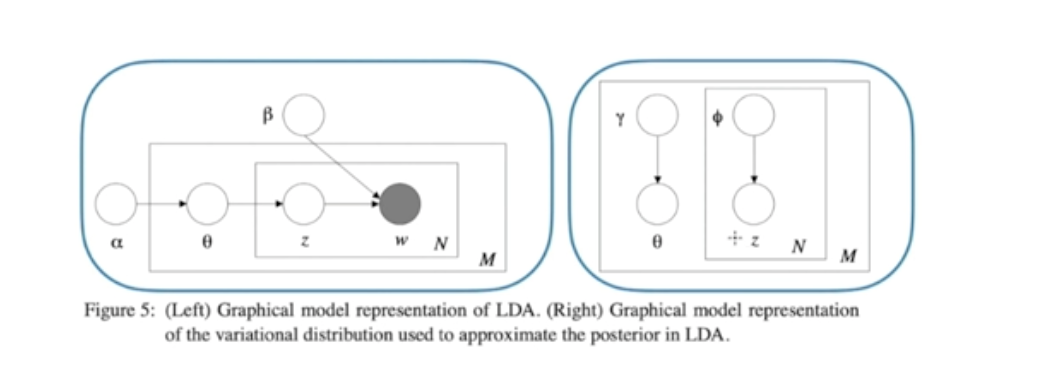 β
α
θ
z
w
N
M
γ
ϕ
θ
z
N
M
Figure 5: (Left) Graphical model representation of LDA. (Right) Graphical model representation
of the variational distribution used to approximate the posterior in LDA.